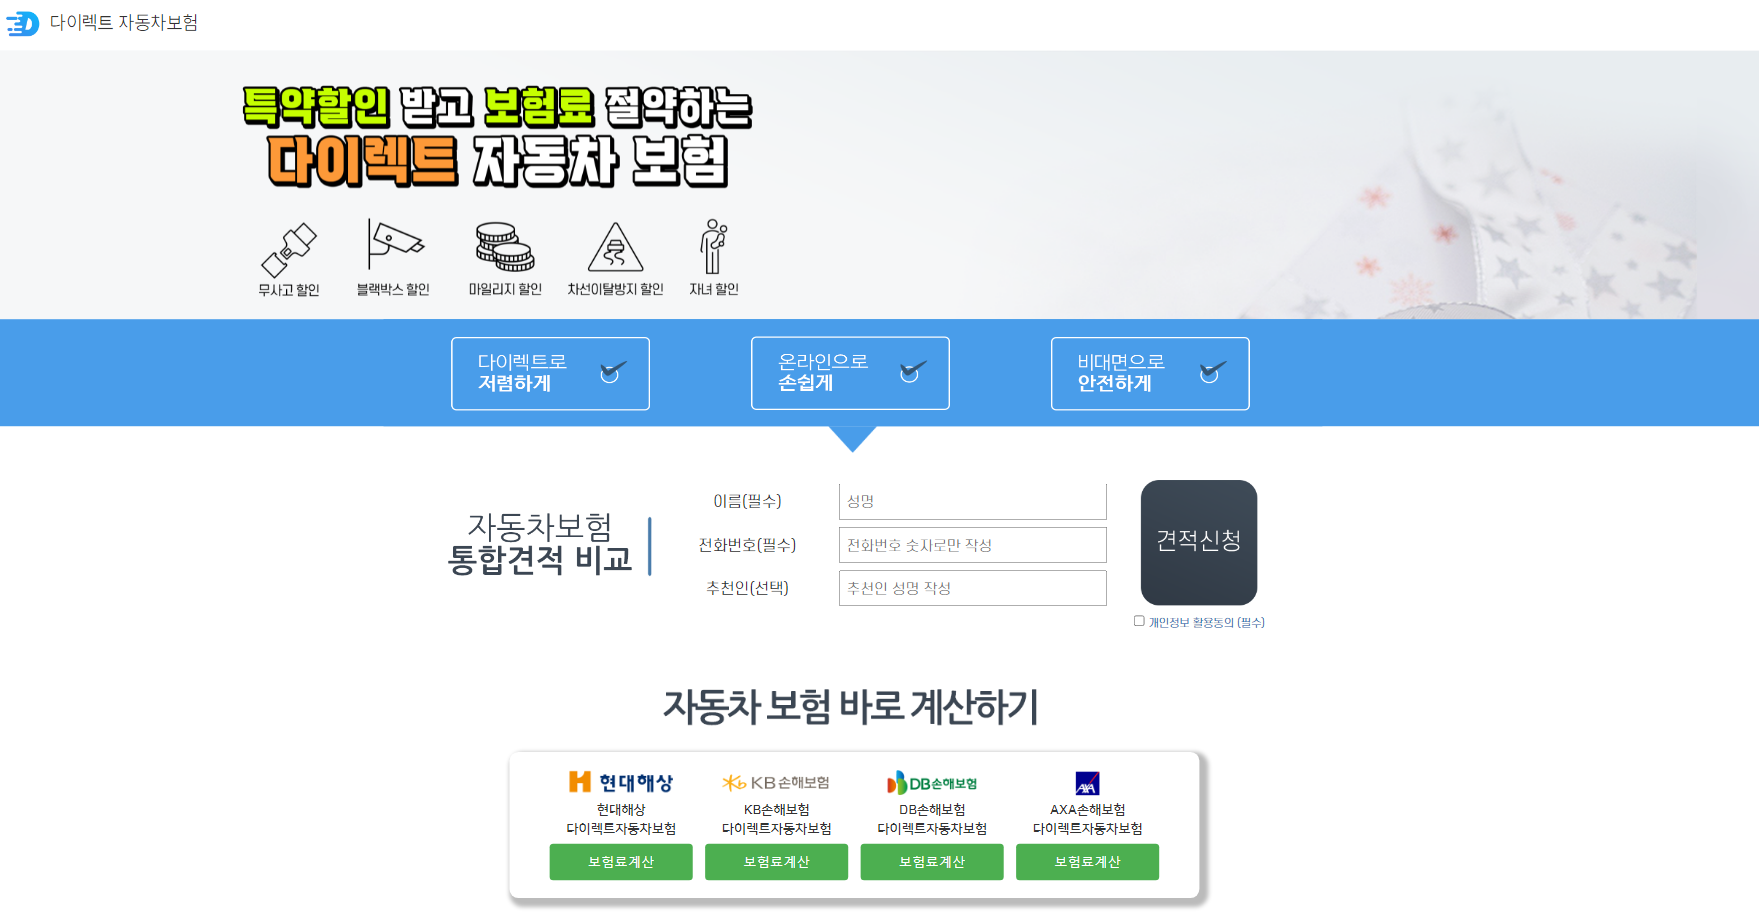 다이렉트 자동차보험
특약할인 받고 보험료 절약하는
다이렉트 자동차 보험
무사고 할인
블랙박스 할인
마일리지 할인
차선이탈방지 할인
자녀 할인
다이렉트로
저렴하게
온라인으로
손쉽게
비대면으로
안전하게
자동차보험
통합견적 비교
이름(필수)
성명
전화번호(필수)
전화번호 숫자로만 작성
추천인(선택)
추천인 성명 작성
견적신청
개인정보 활용동의 (필수)
자동차 보험 바로 계산하기
현대해상
현대해상
다이렉트자동차보험
보험료계산
KB손해보험
KB손해보험
다이렉트자동차보험
보험료계산
DB손해보험
DB손해보험
다이렉트자동차보험
보험료계산
AXA
AXA손해보험
다이렉트자동차보험
보험료계산